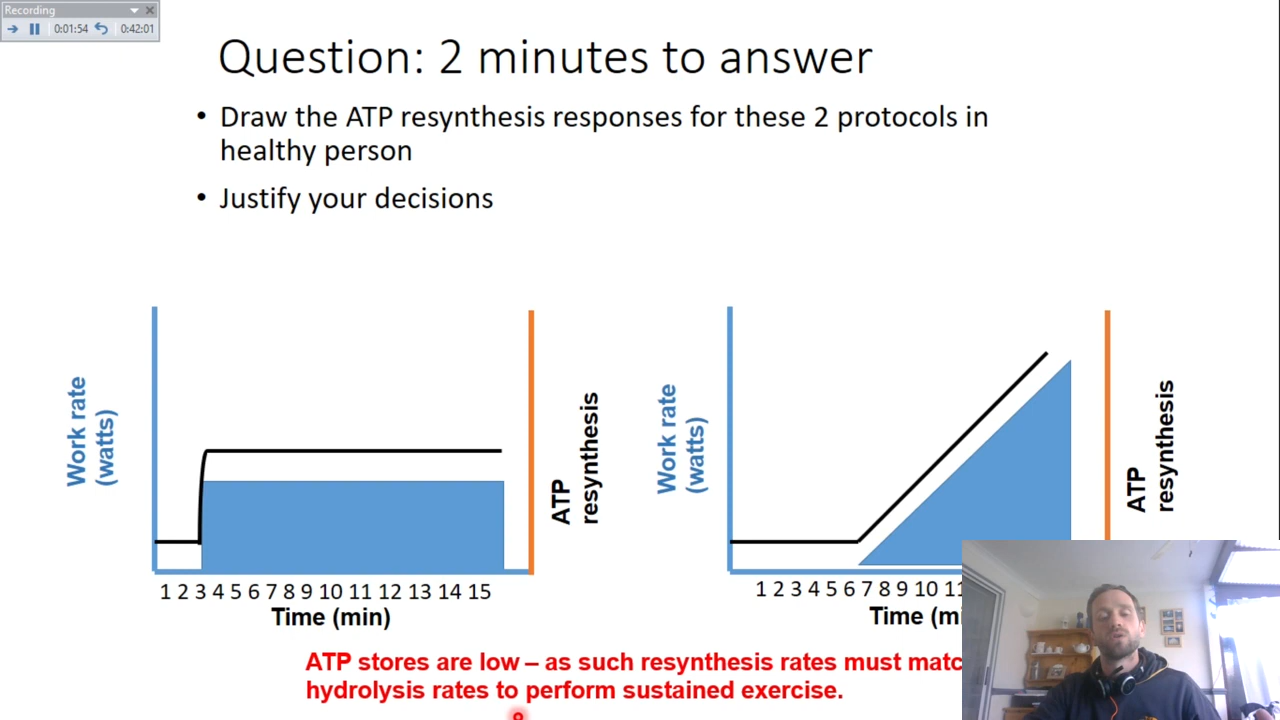 Recording
0:01:54 0:42:01
Question: 2 minutes to answer
• Draw the ATP resynthesis responses for these 2 protocols in
healthy person
• Justify your decisions
Work rate
(watts)
ATP
resynthesis
1 2 3 4 5 6 7 8 9 10 11 12 13 14 15
Time (min)
Work rate
(watts)
ATP
resynthesis
1 2 3 4 5 6 7 8 9 10
Time
ATP stores are low – as such resynthesis rates must
hydrolysis rates to perform sustained exercise.